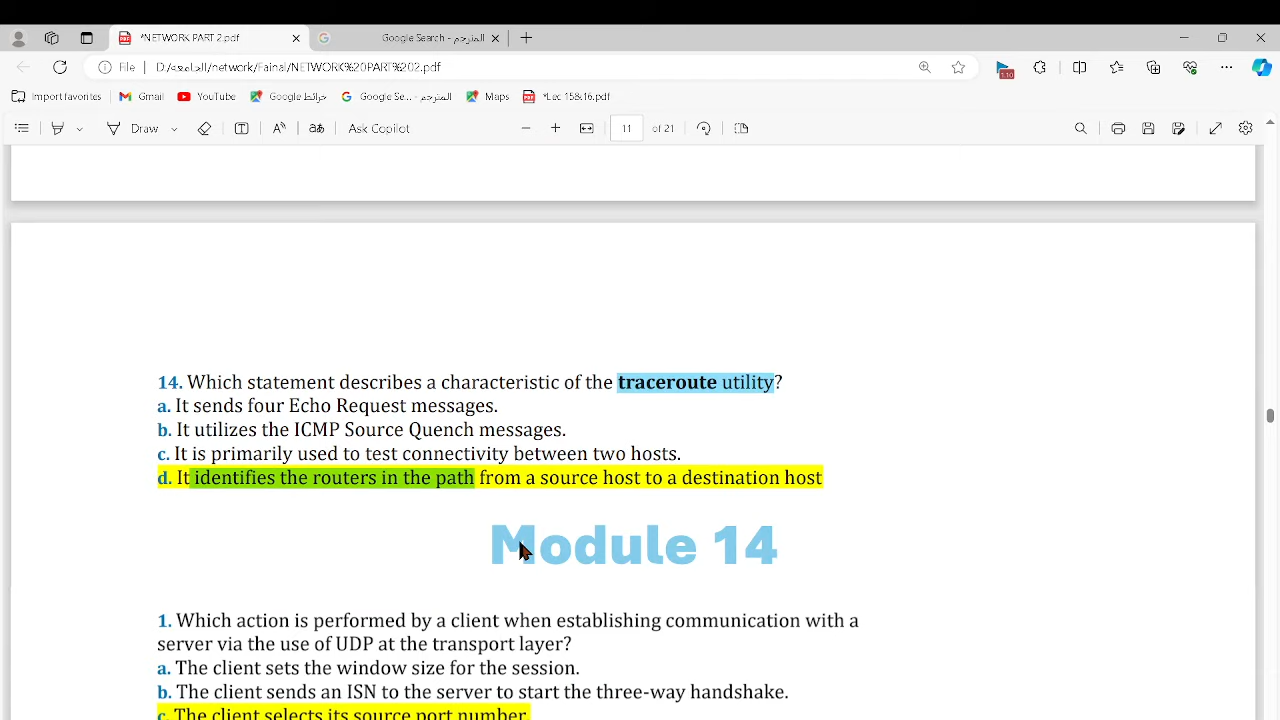 *NETWORK PART 2.pdf
المترجم - Google Search
File D:/الجامعة/network/Fainal/NETWORK%20PART%202.pdf
1.10
Import favorites Gmail YouTube خرائط Google المترجم - Google Se... Maps *Lec 15&16.pdf
Draw Ask Copilot 11 of 21
14. Which statement describes a characteristic of the traceroute utility?
a. It sends four Echo Request messages.
b. It utilizes the ICMP Source Quench messages.
c. It is primarily used to test connectivity between two hosts.
d. It identifies the routers in the path from a source host to a destination host
Module 14
1. Which action is performed by a client when establishing communication with a
server via the use of UDP at the transport layer?
a. The client sets the window size for the session.
b. The client sends an ISN to the server to start the three-way handshake.
c. The client selects its source port number.